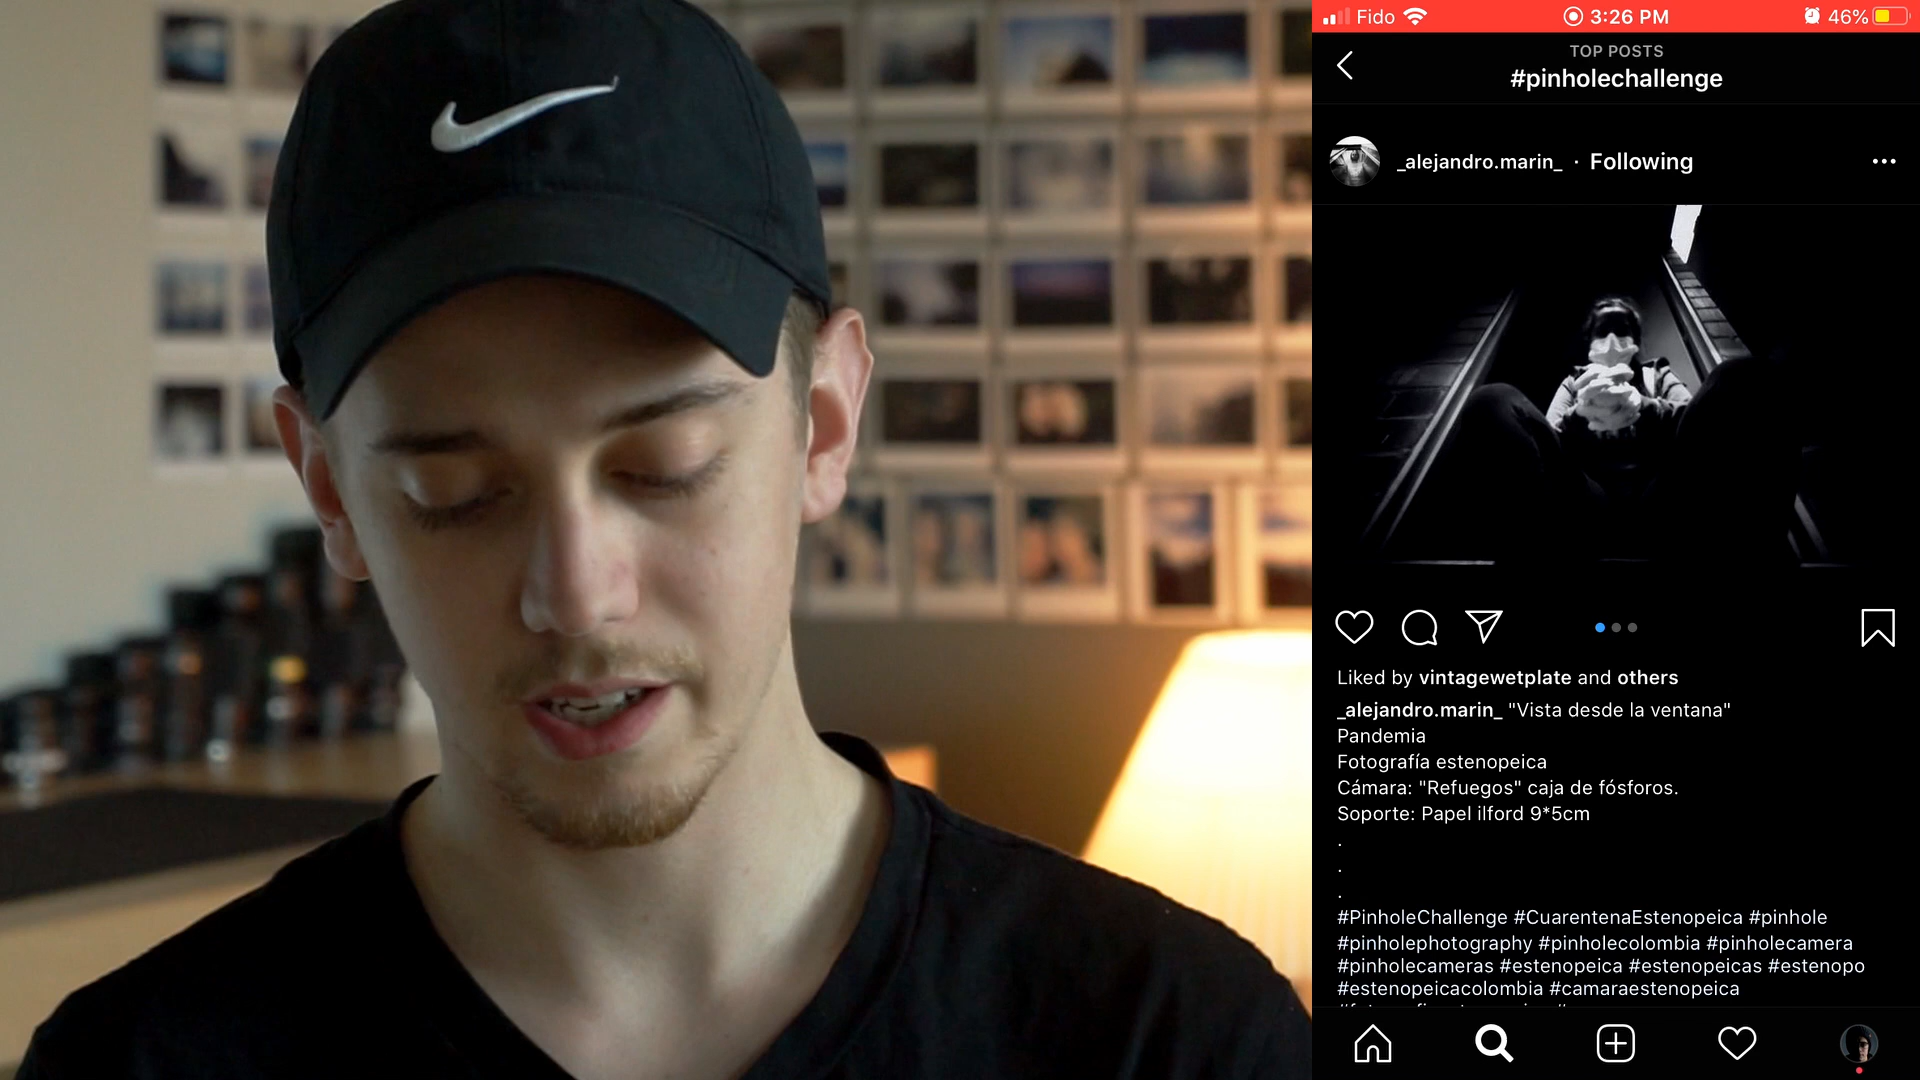 Fido 3:26 PM 46%
TOP POSTS
#pinholechallenge
_alejandro.marin_ · Following
Liked by vintagewetplate and others
_alejandro.marin_ "Vista desde la ventana"
Pandemia
Fotografía estenopeica
Cámara: "Refuegos" caja de fósforos.
Soporte: Papel ilford 9*5cm
.
.
.
#PinholeChallenge #CuarentenaEstenopeica #pinhole
#pinholephotography #pinholecolombia #pinholecamera
#pinholecameras #estenopeica #estenopeicas #estenopo
#estenopeicacolombia #camaraestenopeica